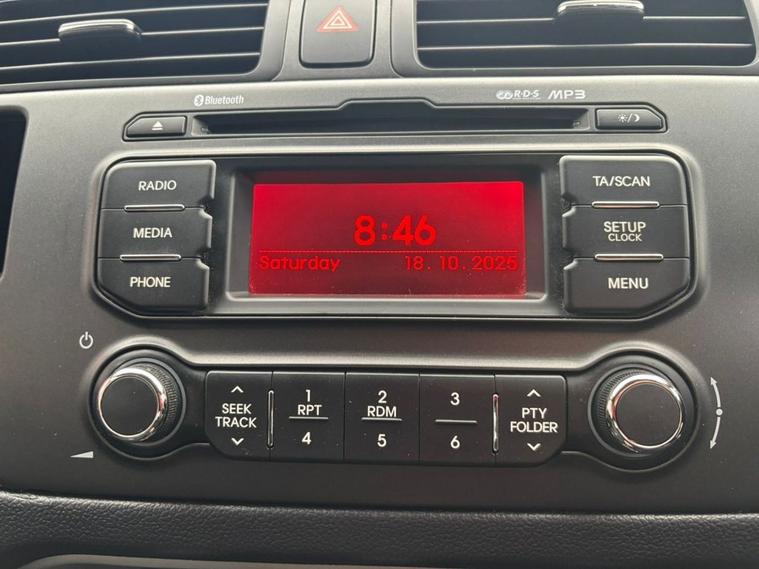 Bluetooth
R·D·S MP3
RADIO
TA/SCAN
8:46
MEDIA
SETUP
CLOCK
Saturday 18.10.2025
PHONE
MENU
SEEK
TRACK
1
RPT
4
2
RDM
5
3
6
PTY
FOLDER